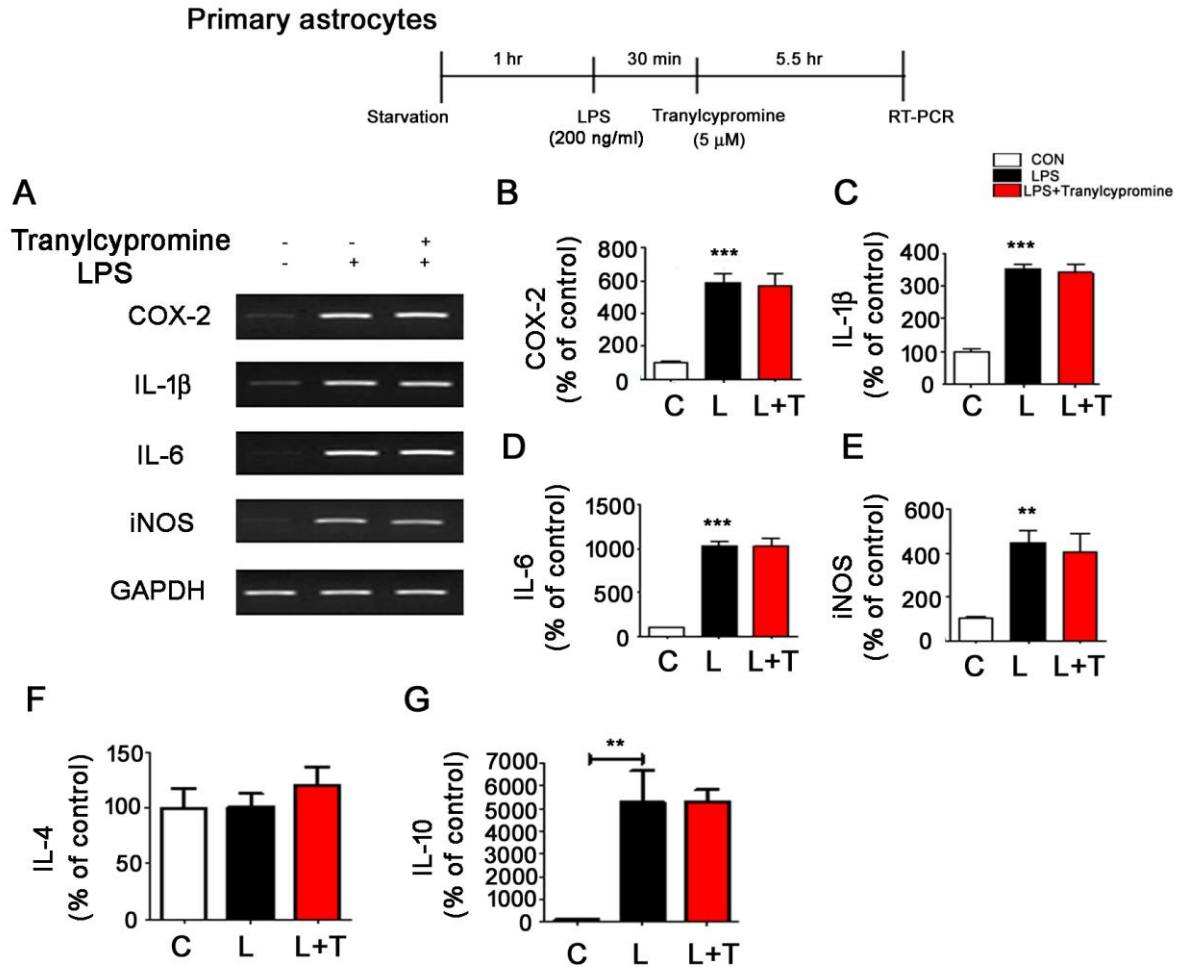 Primary astrocytes
1 hr
30 min
5.5 hr
Starvation
LPS
(200 ng/ml)
Tranylcypromine
(5 μM)
RT-PCR
CON
LPS
LPS+Tranylcypromine
A
Tranylcypromine - - +
LPS - + +
COX-2
IL-1β
IL-6
iNOS
GAPDH
B
COX-2
(% of control)
800
600
400
200
0
***
C L L+T
C
IL-1β
(% of control)
400
300
200
100
0
***
C L L+T
D
IL-6
(% of control)
1500
1000
500
0
***
C L L+T
E
iNOS
(% of control)
600
400
200
0
**
C L L+T
F
IL-4
(% of control)
150
100
50
0
C L L+T
G
IL-10
(% of control)
7000
6000
5000
4000
3000
2000
1000
0
**
C L L+T